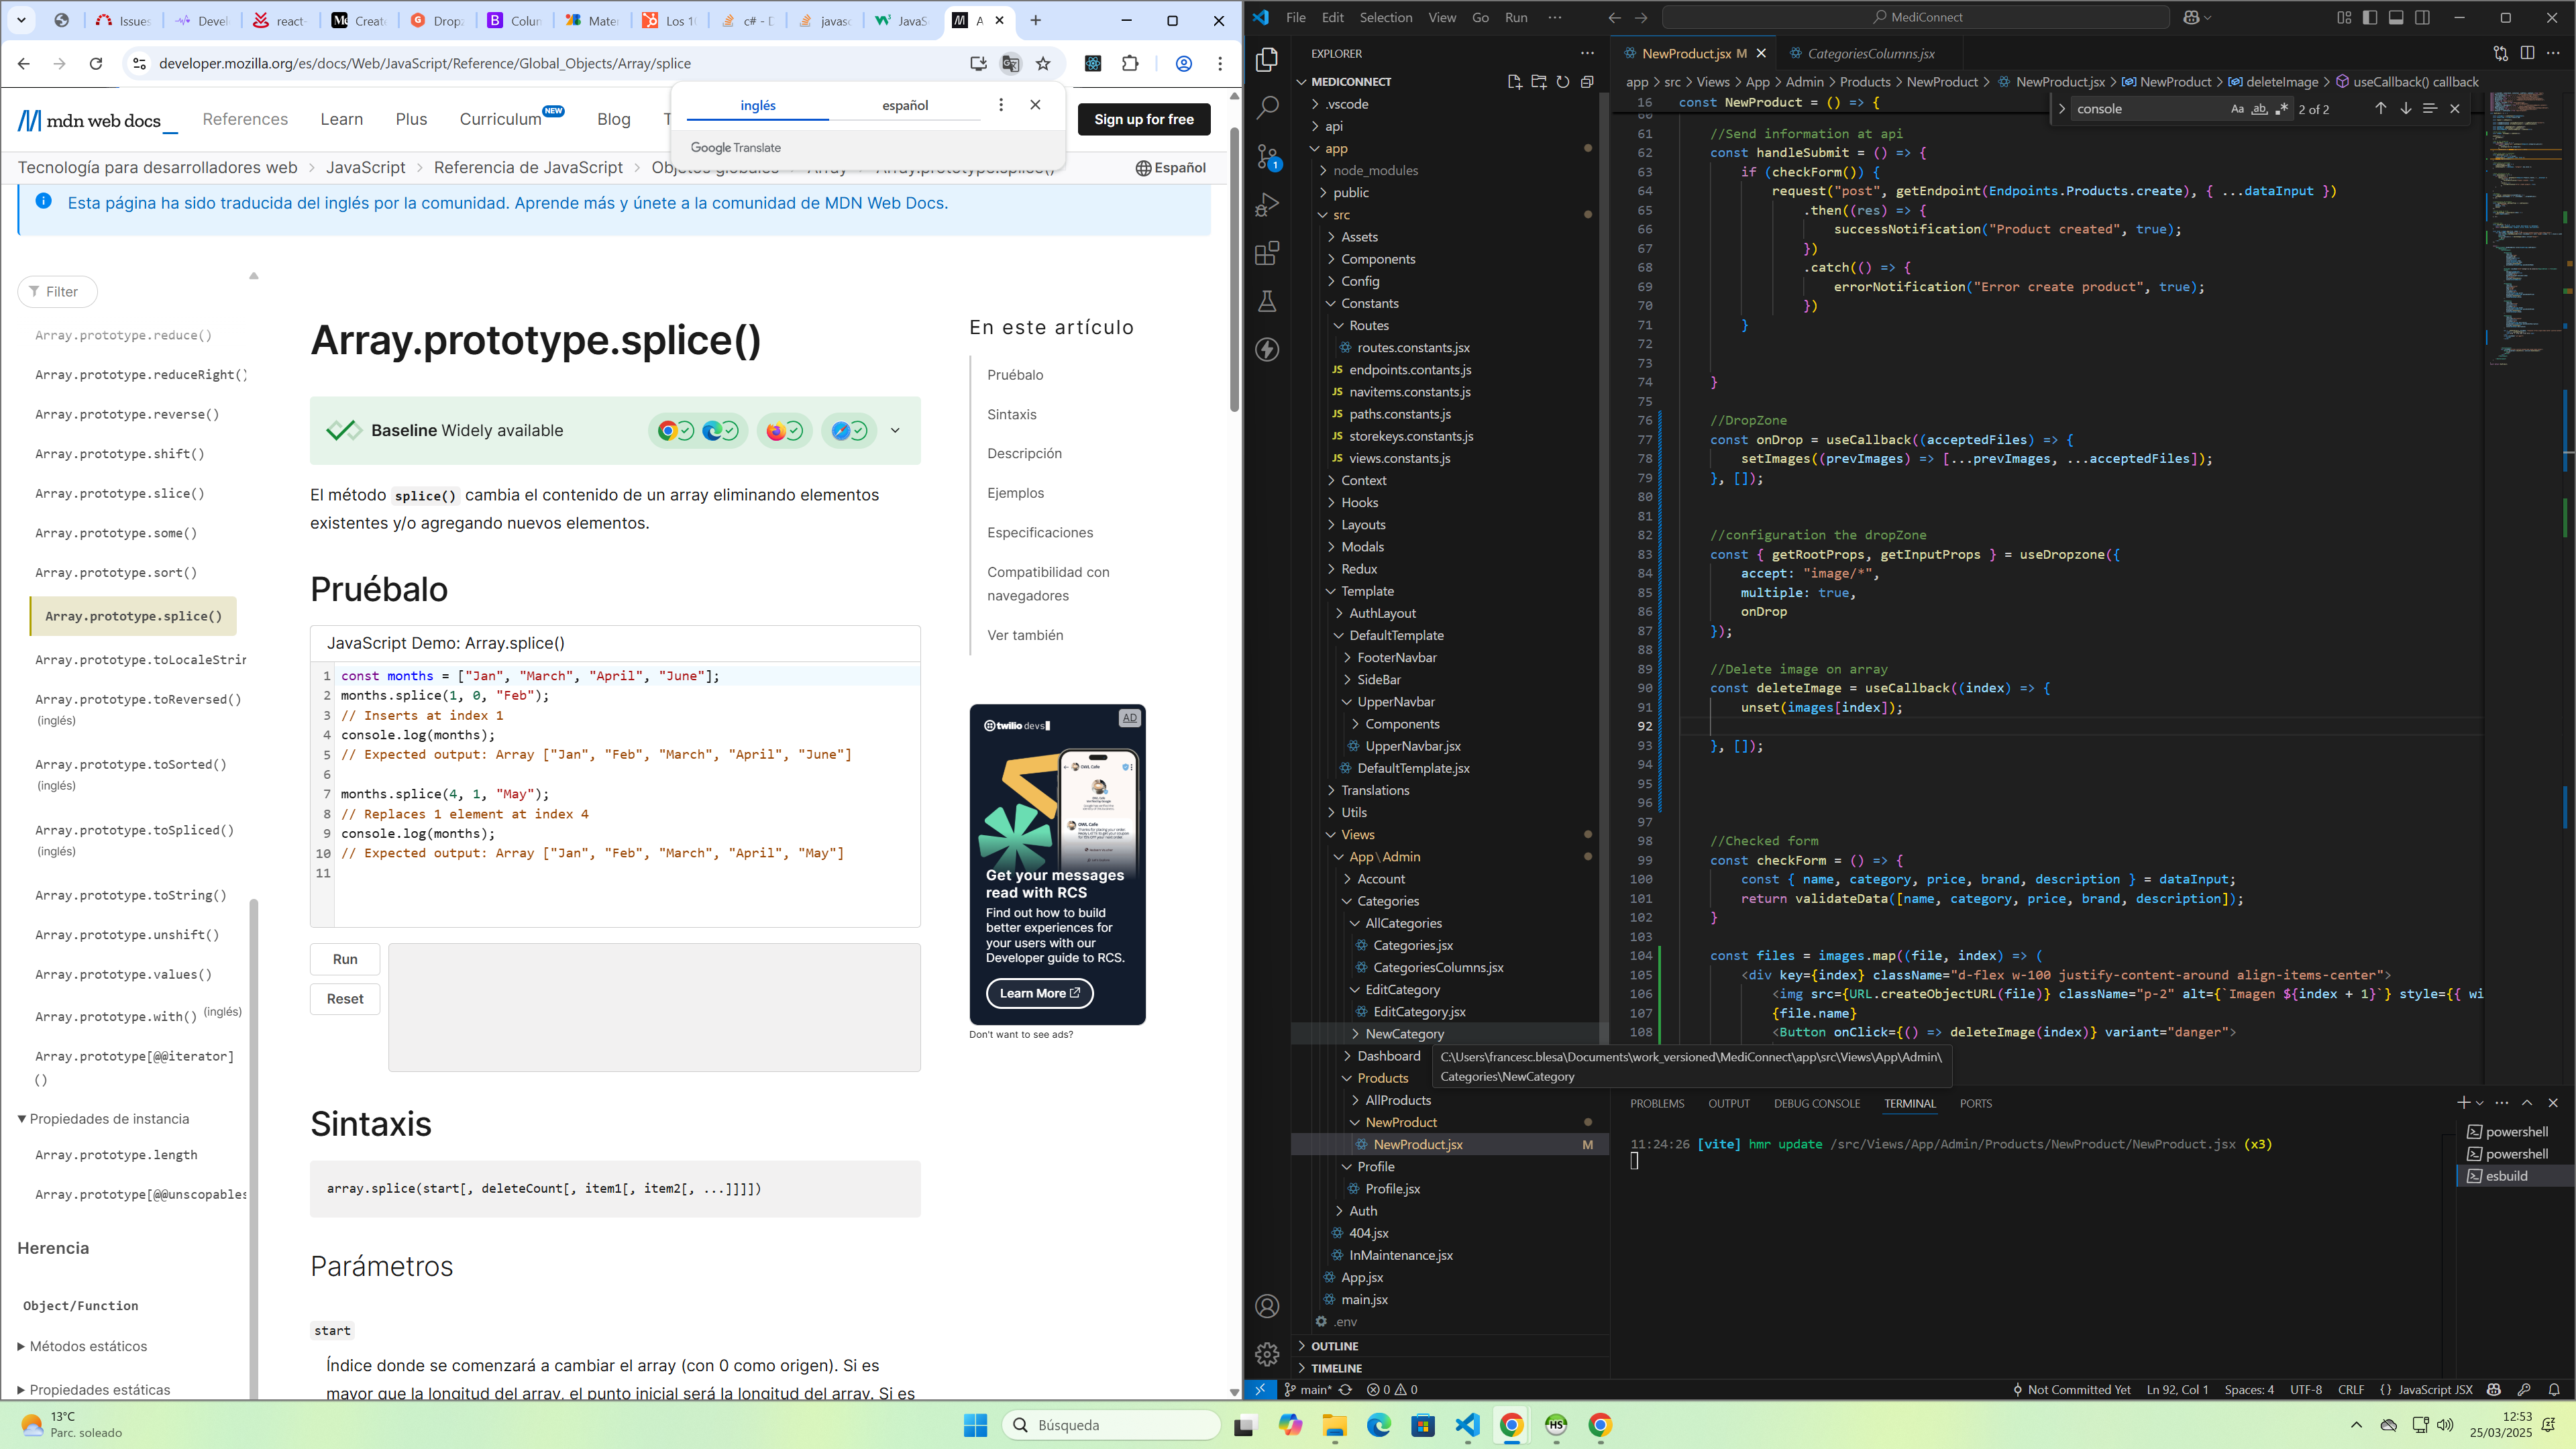 Issues
Devel
react-
Create
Dropz
Colun
Mater
Los 10
c# - D
javasc
JavaSc
A
developer.mozilla.org/es/docs/Web/JavaScript/Reference/Global_Objects/Array/splice
inglés
español
Google Translate
mdn web docs
References
Learn
Plus
Curriculum
NEW
Blog
T
Sign up for free
Tecnología para desarrolladores web
JavaScript
Referencia de JavaScript
Objetos globales
Array
Array.prototype.splice()
Español
Esta página ha sido traducida del inglés por la comunidad. Aprende más y únete a la comunidad de MDN Web Docs.
Filter
Array.prototype.reduce()
Array.prototype.reduceRight()
Array.prototype.reverse()
Array.prototype.shift()
Array.prototype.slice()
Array.prototype.some()
Array.prototype.sort()
Array.prototype.splice()
Array.prototype.toLocaleStrin
Array.prototype.toReversed()
(inglés)
Array.prototype.toSorted()
(inglés)
Array.prototype.toSpliced()
(inglés)
Array.prototype.toString()
Array.prototype.unshift()
Array.prototype.values()
Array.prototype.with() (inglés)
Array.prototype[@@iterator]
()
Propiedades de instancia
Array.prototype.length
Array.prototype[@@unscopables
Herencia
Object/Function
Métodos estáticos
Propiedades estáticas
Array.prototype.splice()
Baseline Widely available
El método splice() cambia el contenido de un array eliminando elementos
existentes y/o agregando nuevos elementos.
Pruébalo
JavaScript Demo: Array.splice()
1 const months = ["Jan", "March", "April", "June"];
2 months.splice(1, 0, "Feb");
3 // Inserts at index 1
4 console.log(months);
5 // Expected output: Array ["Jan", "Feb", "March", "April", "June"]
6
7 months.splice(4, 1, "May");
8 // Replaces 1 element at index 4
9 console.log(months);
10 // Expected output: Array ["Jan", "Feb", "March", "April", "May"]
11
Run
Reset
Sintaxis
array.splice(start[, deleteCount[, item1[, item2[, ...]]]])
Parámetros
start
Índice donde se comenzará a cambiar el array (con 0 como origen). Si es
mayor que la longitud del array, el punto inicial será la longitud del array. Si es
En este artículo
Pruébalo
Sintaxis
Descripción
Ejemplos
Especificaciones
Compatibilidad con
navegadores
Ver también
twilio devs
AD
OWL Cafe
Get your messages
read with RCS
Find out how to build
better experiences for
your users with our
Developer guide to RCS.
Learn More
Don't want to see ads?
File
Edit
Selection
View
Go
Run
MediConnect
EXPLORER
MEDICONNECT
.vscode
api
app
node_modules
public
src
Assets
Components
Config
Constants
Routes
routes.constants.jsx
JS endpoints.contants.js
JS navitems.constants.js
JS paths.constants.js
JS storekeys.constants.js
JS views.constants.js
Context
Hooks
Layouts
Modals
Redux
Template
AuthLayout
DefaultTemplate
FooterNavbar
SideBar
UpperNavbar
Components
UpperNavbar.jsx
DefaultTemplate.jsx
Translations
Utils
Views
App\Admin
Account
Categories
AllCategories
Categories.jsx
CategoriesColumns.jsx
EditCategory
EditCategory.jsx
NewCategory
Dashboard
Products
AllProducts
NewProduct
NewProduct.jsx M
Profile
Profile.jsx
Auth
404.jsx
InMaintenance.jsx
App.jsx
main.jsx
.env
OUTLINE
TIMELINE
1
C:\Users\francesc.blesa\Documents\work_versioned\MediConnect\app\src\Views\App\Admin\
Categories\NewCategory
NewProduct.jsx M
CategoriesColumns.jsx
app > src > Views > App > Admin > Products > NewProduct > NewProduct.jsx > NewProduct > deleteImage > useCallback() callback
console
Aa
ab
2 of 2
16 const NewProduct = () => {
60
61 //Send information at api
62 const handleSubmit = () => {
63 if (checkForm()) {
64 request("post", getEndpoint(Endpoints.Products.create), { ...dataInput })
65 .then((res) => {
66 successNotification("Product created", true);
67 })
68 .catch(() => {
69 errorNotification("Error create product", true);
70 })
71 }
72
73
74 }
75
76 //DropZone
77 const onDrop = useCallback((acceptedFiles) => {
78 setImages((prevImages) => [...prevImages, ...acceptedFiles]);
79 }, []);
80
81
82 //configuration the dropZone
83 const { getRootProps, getInputProps } = useDropzone({
84 accept: "image/*",
85 multiple: true,
86 onDrop
87 });
88
89 //Delete image on array
90 const deleteImage = useCallback((index) => {
91 unset(images[index]);
92
93 }, []);
94
95
96
97
98 //Checked form
99 const checkForm = () => {
100 const { name, category, price, brand, description } = dataInput;
101 return validateData([name, category, price, brand, description]);
102 }
103
104 const files = images.map((file, index) => (
105 <div key={index} className="d-flex w-100 justify-content-around align-items-center">
106 <img src={URL.createObjectURL(file)} className="p-2" alt={`Imagen ${index + 1}`} style={{ wi
107 {file.name}
108 <Button onClick={() => deleteImage(index)} variant="danger">
PROBLEMS
OUTPUT
DEBUG CONSOLE
TERMINAL
PORTS
11:24:26 [vite] hmr update /src/Views/App/Admin/Products/NewProduct/NewProduct.jsx (x3)
powershell
powershell
esbuild
main*
0
0
Not Committed Yet
Ln 92, Col 1
Spaces: 4
UTF-8
CRLF
{} JavaScript JSX
13°C
Parc. soleado
Búsqueda
HS
12:53
25/03/2025